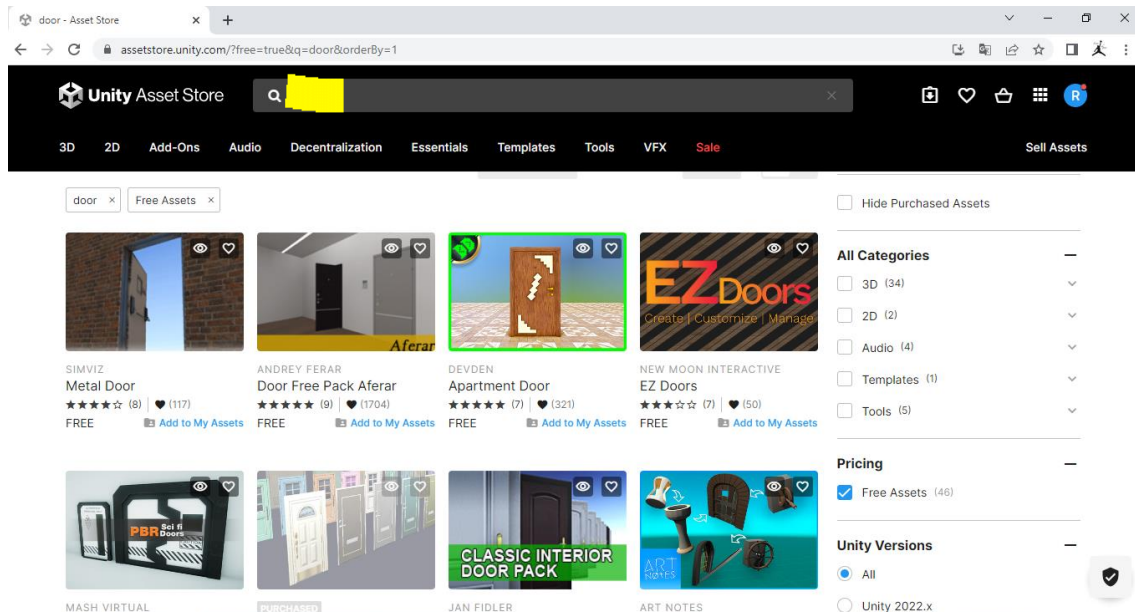 door - Asset Store
assetstore.unity.com/?free=true&q=door&orderBy=1
Unity Asset Store
R
3D 2D Add-Ons Audio Decentralization Essentials Templates Tools VFX Sale Sell Assets
door × Free Assets ×
Hide Purchased Assets
All Categories
3D (34)
2D (2)
Audio (4)
Templates (1)
Tools (5)
Pricing
Free Assets (46)
Unity Versions
All
Unity 2022.x
Aferar
EZ Doors
Create | Customize | Manage
SIMVIZ
Metal Door
★★★★☆ (8) (117)
FREE Add to My Assets
ANDREY FERAR
Door Free Pack Aferar
★★★★★ (9) (1704)
FREE Add to My Assets
DEVDEN
Apartment Door
★★★★★ (7) (321)
FREE Add to My Assets
NEW MOON INTERACTIVE
EZ Doors
★★★☆☆ (7) (50)
FREE Add to My Assets
PBR Sci fi Doors
CLASSIC INTERIOR
DOOR PACK
ART
NOTES
MASH VIRTUAL
PURCHASED
JAN FIDLER
ART NOTES